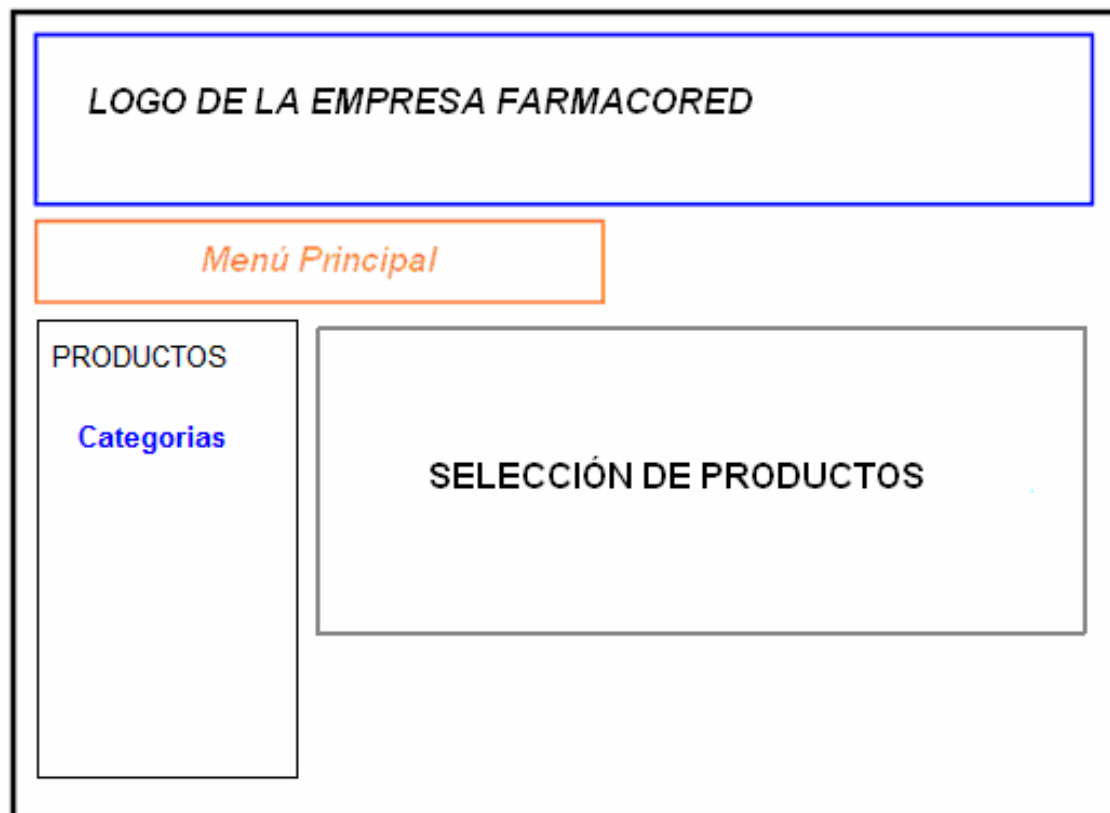 LOGO DE LA EMPRESA FARMACORED
Menú Principal
PRODUCTOS
Categorias
SELECCIÓN DE PRODUCTOS